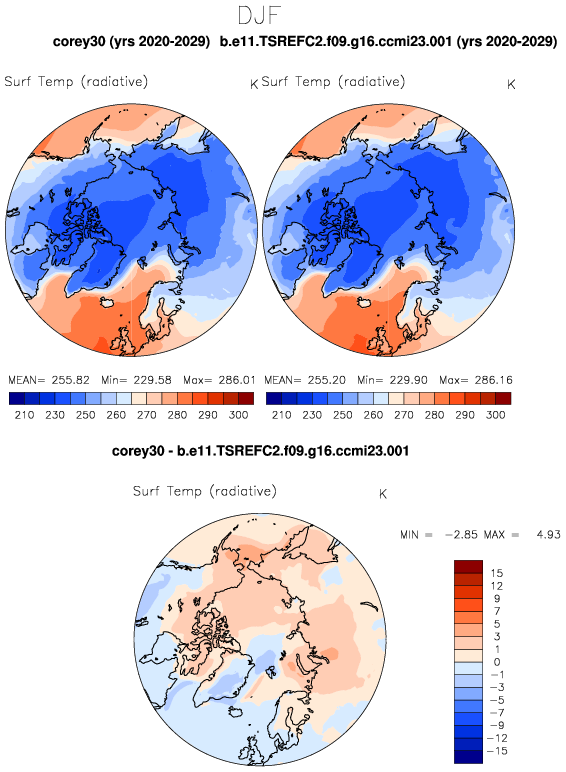 DJF
corey30 (yrs 2020-2029) b.e11.TSREFC2.f09.g16.ccmi23.001 (yrs 2020-2029)
Surf Temp (radiative) K Surf Temp (radiative) K
MEAN= 255.82 Min= 229.58 Max= 286.01 MEAN= 255.20 Min= 229.90 Max= 286.16
210 230 250 260 270 280 290 300 210 230 250 260 270 280 290 300
corey30 - b.e11.TSREFC2.f09.g16.ccmi23.001
Surf Temp (radiative) K
MIN = -2.85 MAX = 4.93
15
12
9
7
5
3
1
0
-1
-3
-5
-7
-9
-12
-15